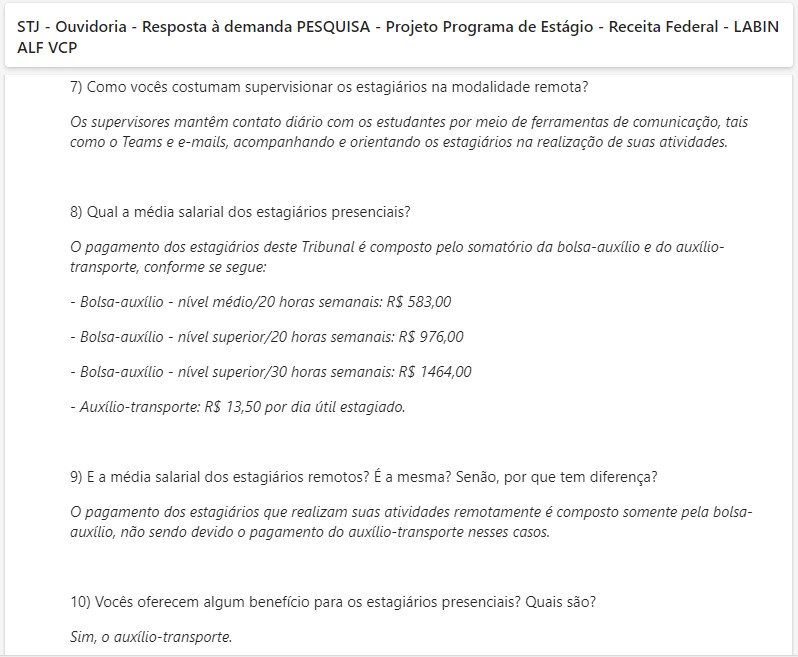 STJ - Ouvidoria - Resposta à demanda PESQUISA - Projeto Programa de Estágio - Receita Federal - LABIN
ALF VCP
7) Como vocês costumam supervisionar os estagiários na modalidade remota?
Os supervisores mantêm contato diário com os estudantes por meio de ferramentas de comunicação, tais
como o Teams e e-mails, acompanhando e orientando os estagiários na realização de suas atividades.
8) Qual a média salarial dos estagiários presenciais?
O pagamento dos estagiários deste Tribunal é composto pelo somatório da bolsa-auxílio e do auxílio-
transporte, conforme se segue:
- Bolsa-auxílio - nível médio/20 horas semanais: R$ 583,00
- Bolsa-auxílio - nível superior/20 horas semanais: R$ 976,00
- Bolsa-auxílio - nível superior/30 horas semanais: R$ 1464,00
- Auxílio-transporte: R$ 13,50 por dia útil estagiado.
9) E a média salarial dos estagiários remotos? É a mesma? Senão, por que tem diferença?
O pagamento dos estagiários que realizam suas atividades remotamente é composto somente pela bolsa-
auxílio, não sendo devido o pagamento do auxílio-transporte nesses casos.
10) Vocês oferecem algum benefício para os estagiários presenciais? Quais são?
Sim, o auxílio-transporte.